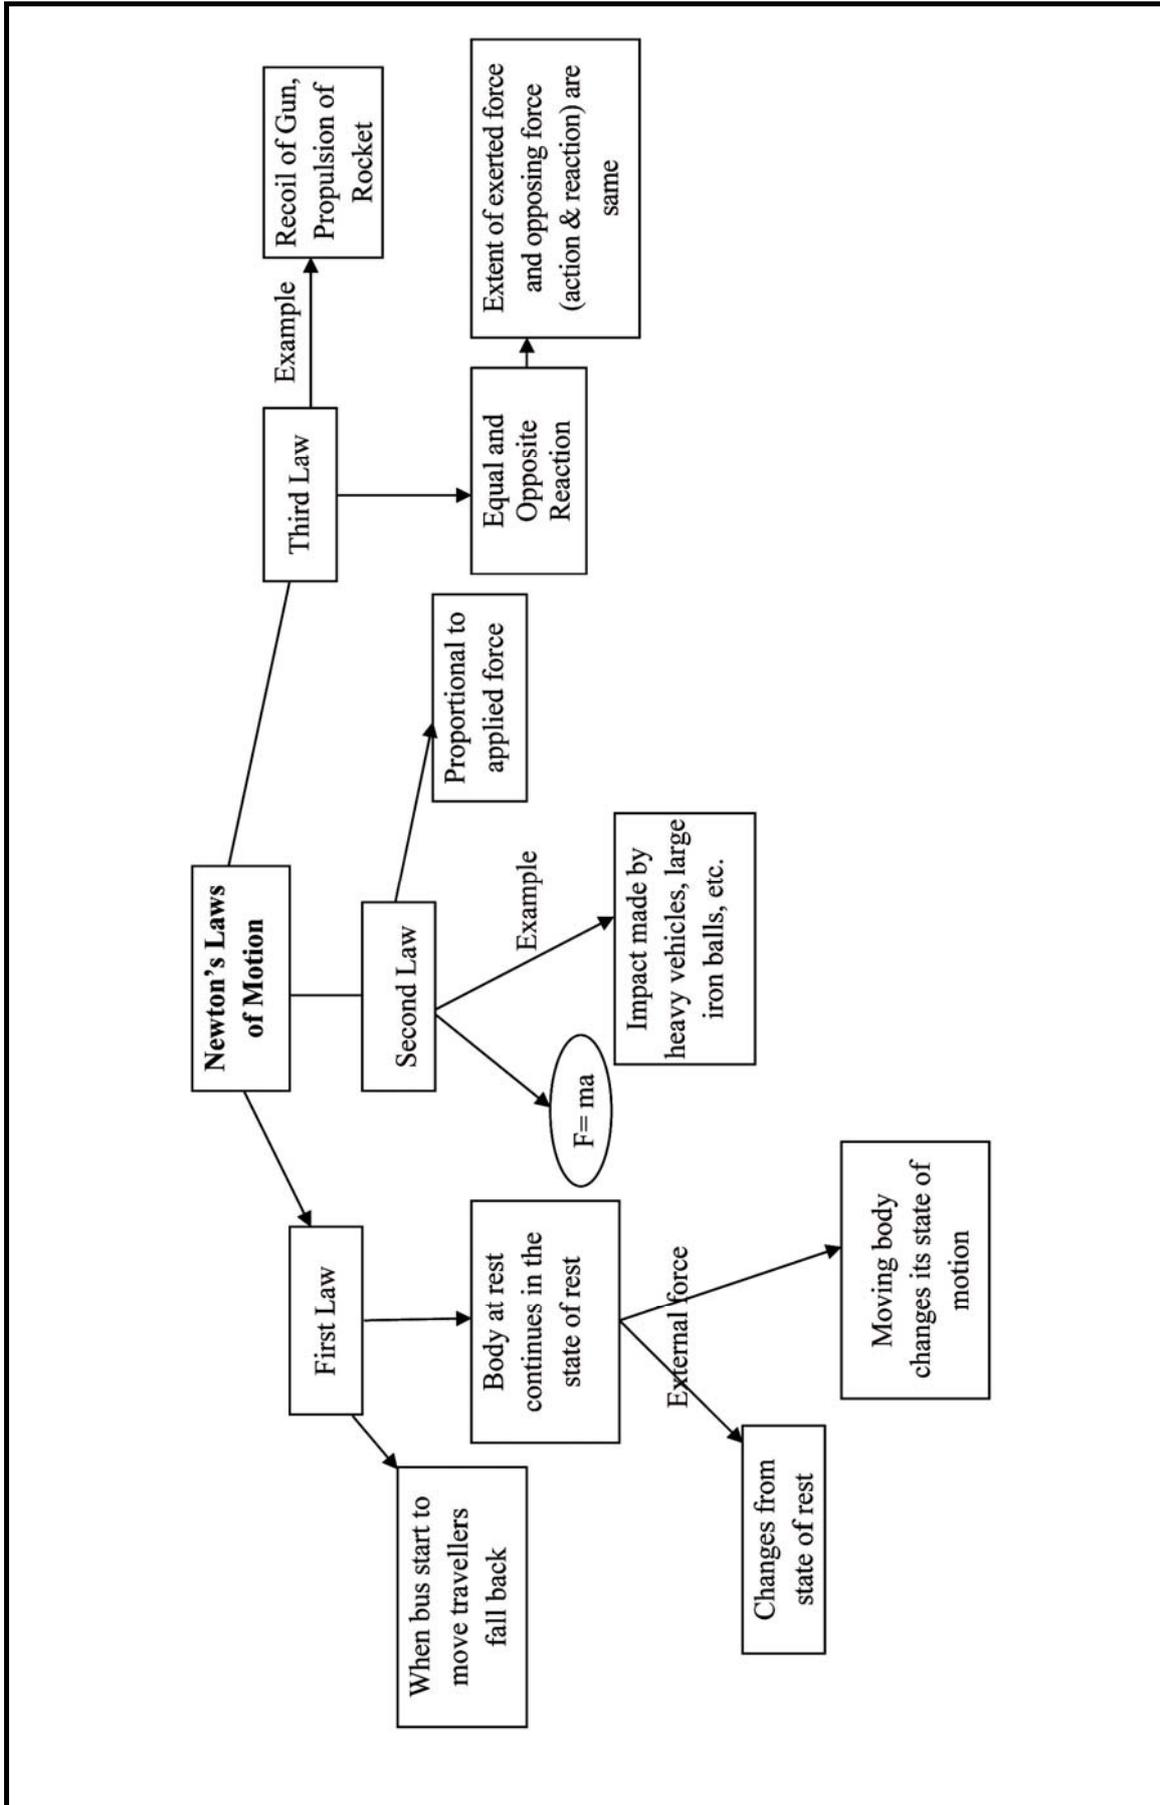 Newton's Laws
of Motion
First Law
Second Law
Third Law
Example
Recoil of Gun,
Propulsion of
Rocket
When bus start to
move travellers
fall back
Body at rest
continues in the
state of rest
F= ma
Example
Proportional to
applied force
Equal and
Opposite
Reaction
Extent of exerted force
and opposing force
(action & reaction) are
same
Impact made by
heavy vehicles, large
iron balls, etc.
External force
Changes from
state of rest
Moving body
changes its state of
motion